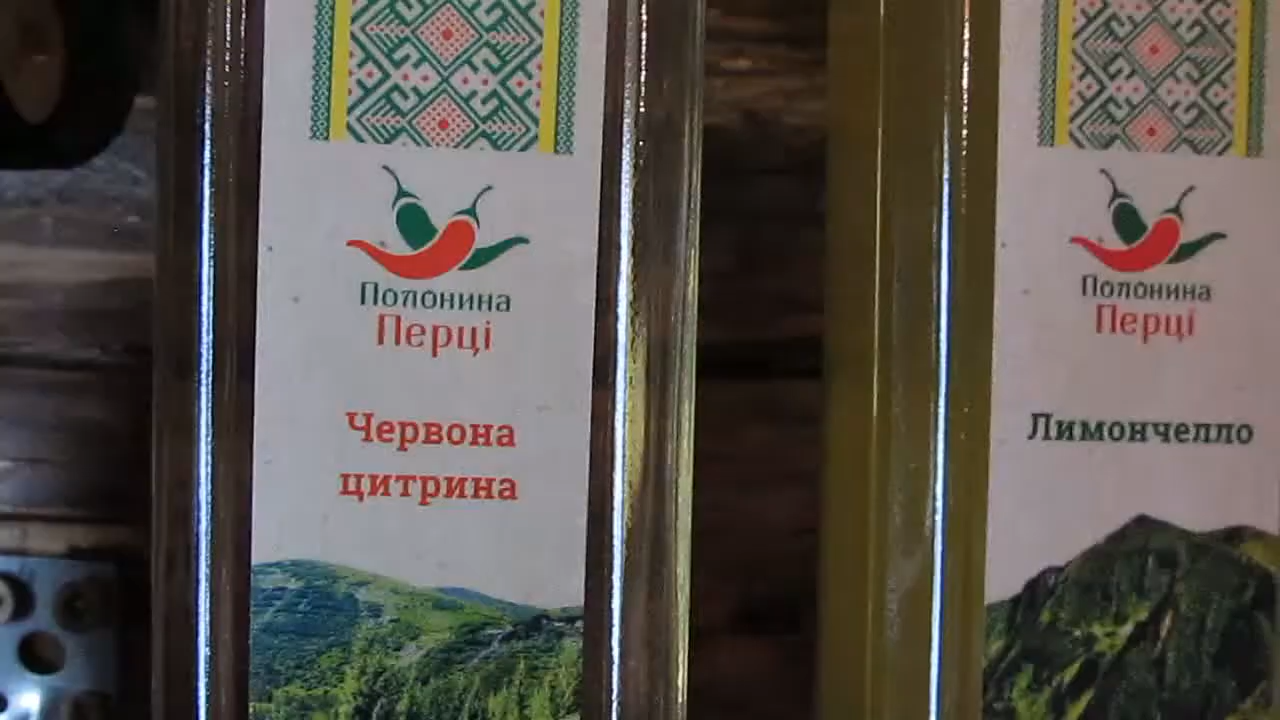 Полонина
Перці
Червона
цитрина
Полонина
Перці
Лимончелло